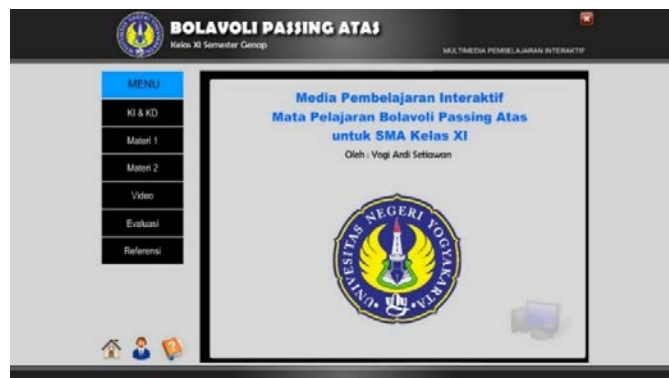 BOLAVOLI PASSING ATAS
Kelas XI Semester Genap
MULTIMEDIA PEMBELAJARAN INTERAKTIF
MENU
KI & KD
Materi 1
Materi 2
Video
Evaluasi
Referensi
Media Pembelajaran Interaktif
Mata Pelajaran Bolavoli Passing Atas
untuk SMA Kelas XI
Oleh : Yogi Ardi Setiawan
UNIVERSITAS NEGERI YOGYAKARTA